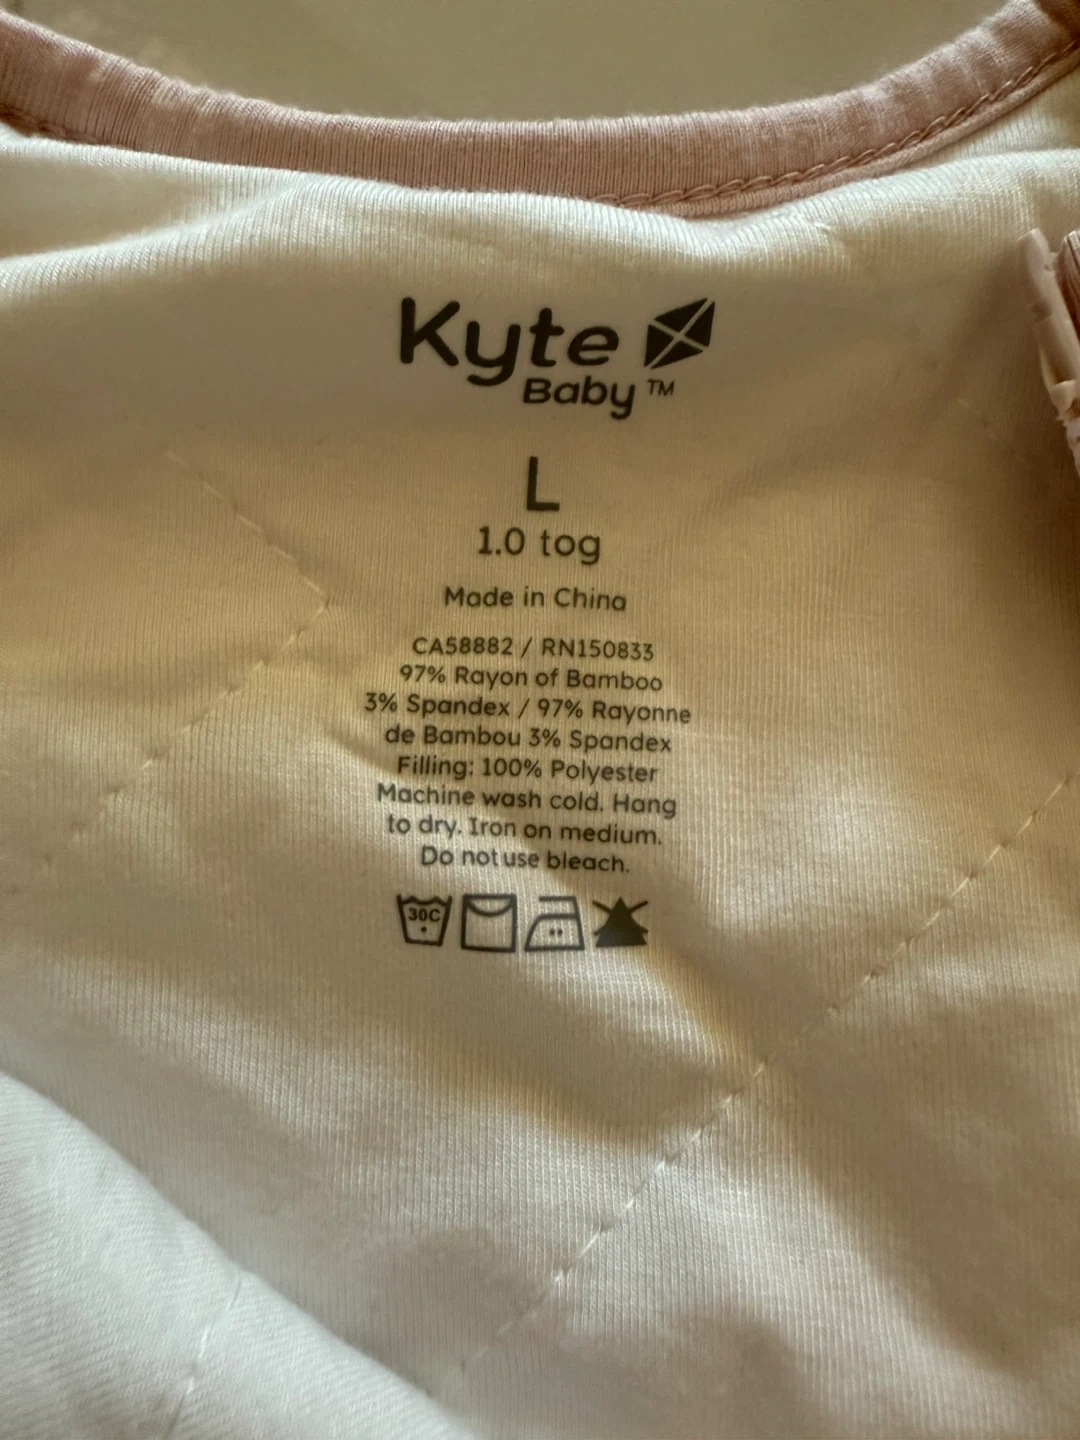 Kyte
Baby™
L
1.0 tog
Made in China
CA58882 / RN150833
97% Rayon of Bamboo
3% Spandex / 97% Rayonne
de Bambou 3% Spandex
Filling: 100% Polyester
Machine wash cold. Hang
to dry. Iron on medium.
Do not use bleach.
30C